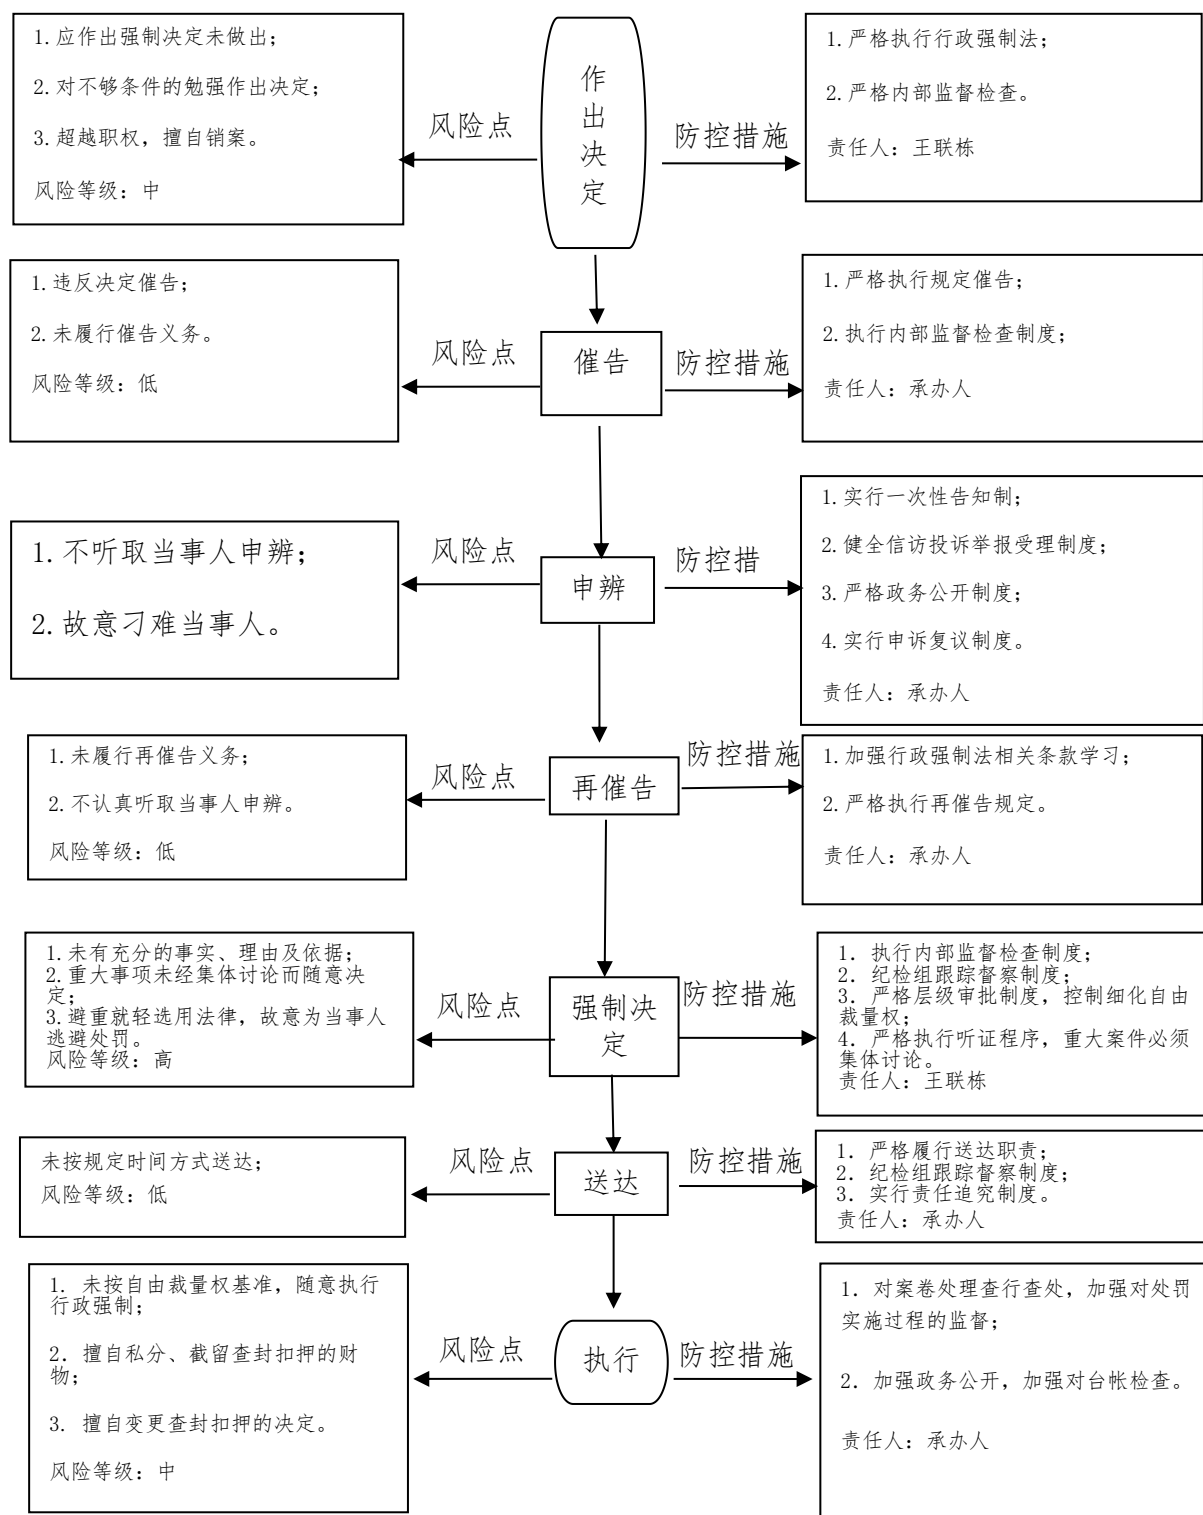 1.应作出强制决定未做出；
2.对不够条件的勉强作出决定；
3.超越职权，擅自销案。
风险等级：中
风险点
作
出
决
定
防控措施
1.严格执行行政强制法；
2.严格内部监督检查。
责任人：王联栋
1.违反决定催告；
2.未履行催告义务。
风险等级：低
风险点
催告
防控措施
1.严格执行规定催告；
2.执行内部监督检查制度；
责任人：承办人
1.不听取当事人申辨；
2.故意刁难当事人。
风险点
申辨
防控措
1.实行一次性告知制；
2.健全信访投诉举报受理制度；
3.严格政务公开制度；
4.实行申诉复议制度。
责任人：承办人
1.未履行再催告义务；
2.不认真听取当事人申辨。
风险等级：低
风险点
再催告
防控措施
1.加强行政强制法相关条款学习；
2.严格执行再催告规定。
责任人：承办人
1.未有充分的事实、理由及依据；
2.重大事项未经集体讨论而随意决
定；
3.避重就轻选用法律，故意为当事人
逃避处罚。
风险等级：高
风险点
强制决
定
防控措施
1. 执行内部监督检查制度；
2. 纪检组跟踪督察制度；
3. 严格层级审批制度，控制细化自由
裁量权；
4. 严格执行听证程序，重大案件必须
集体讨论。
责任人：王联栋
未按规定时间方式送达；
风险等级：低
风险点
送达
防控措施
1. 严格履行送达职责；
2. 纪检组跟踪督察制度；
3. 实行责任追究制度。
责任人：承办人
1. 未按自由裁量权基准，随意执行
行政强制；
2. 擅自私分、截留查封扣押的财
物；
3. 擅自变更查封扣押的决定。
风险等级：中
风险点
执行
防控措施
1. 对案卷处理查行查处，加强对处罚
实施过程的监督；
2. 加强政务公开，加强对台帐检查。
责任人：承办人